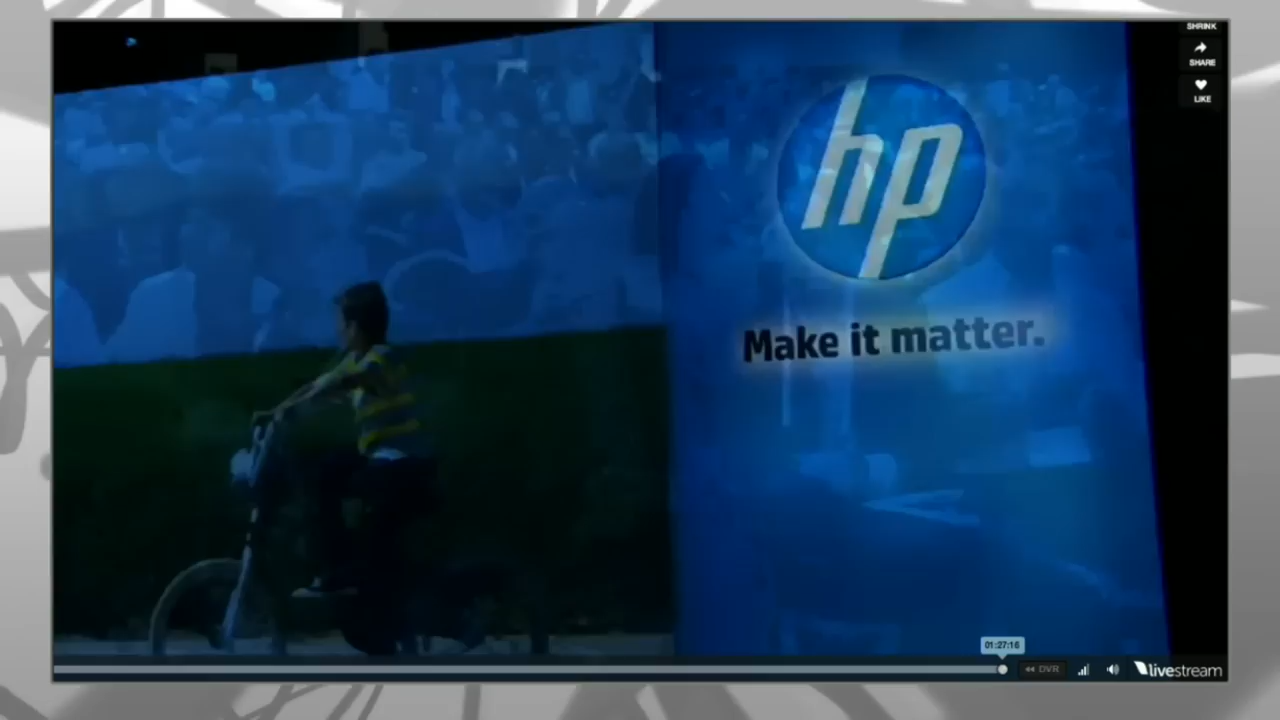 SHRINK
SHARE
LIKE
hp
Make it matter.
01:27:16
DVR
livestream